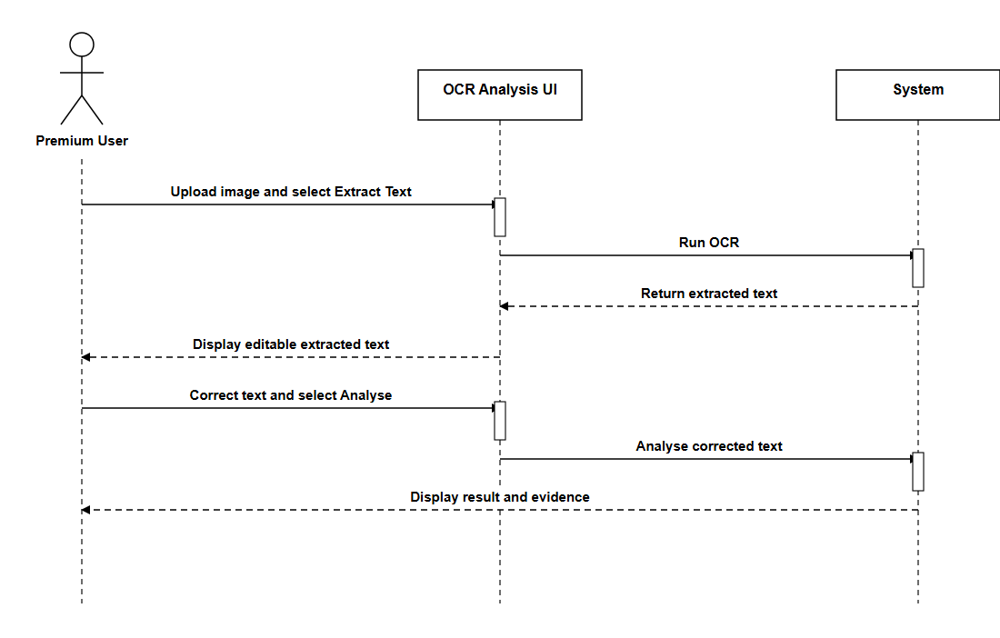 OCR Analysis UI
System
Premium User
Upload image and select Extract Text
Run OCR
Return extracted text
Display editable extracted text
Correct text and select Analyse
Analyse corrected text
Display result and evidence